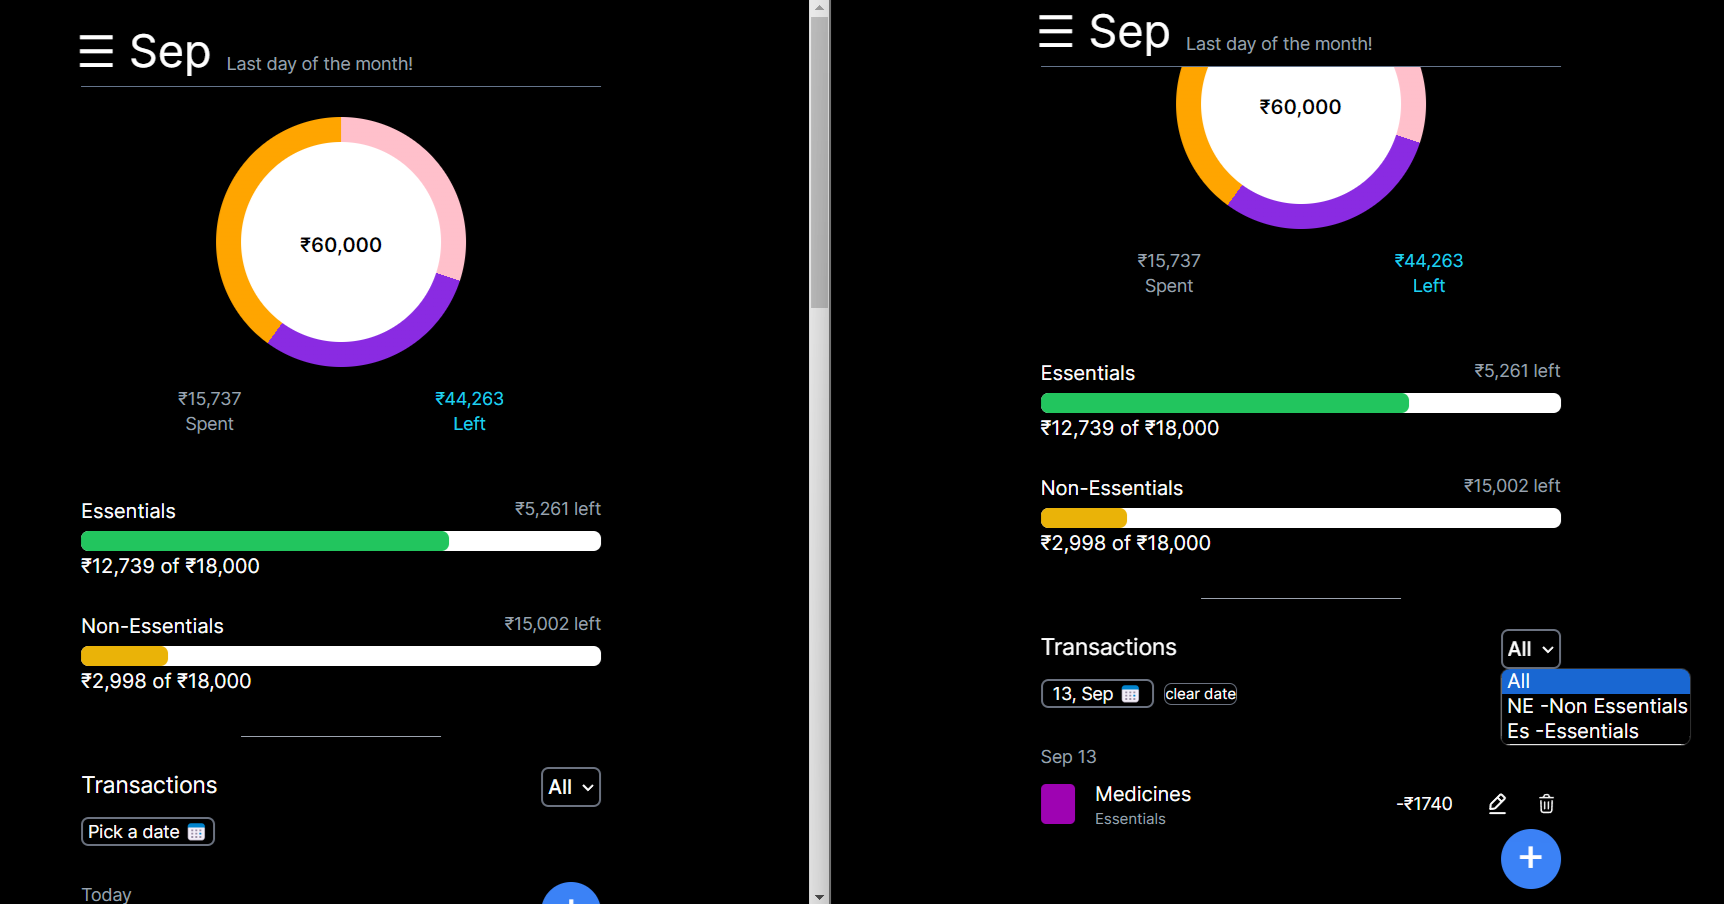 Sep Last day of the month!
₹60,000
₹15,737 ₹44,263
Spent Left
Essentials ₹5,261 left
₹12,739 of ₹18,000
Non-Essentials ₹15,002 left
₹2,998 of ₹18,000
Transactions All
Pick a date
Today
+
Sep Last day of the month!
₹60,000
₹15,737 ₹44,263
Spent Left
Essentials ₹5,261 left
₹12,739 of ₹18,000
Non-Essentials ₹15,002 left
₹2,998 of ₹18,000
Transactions All
All
NE -Non Essentials
Es -Essentials
13, Sep clear date
Sep 13
Medicines -₹1740
Essentials
+